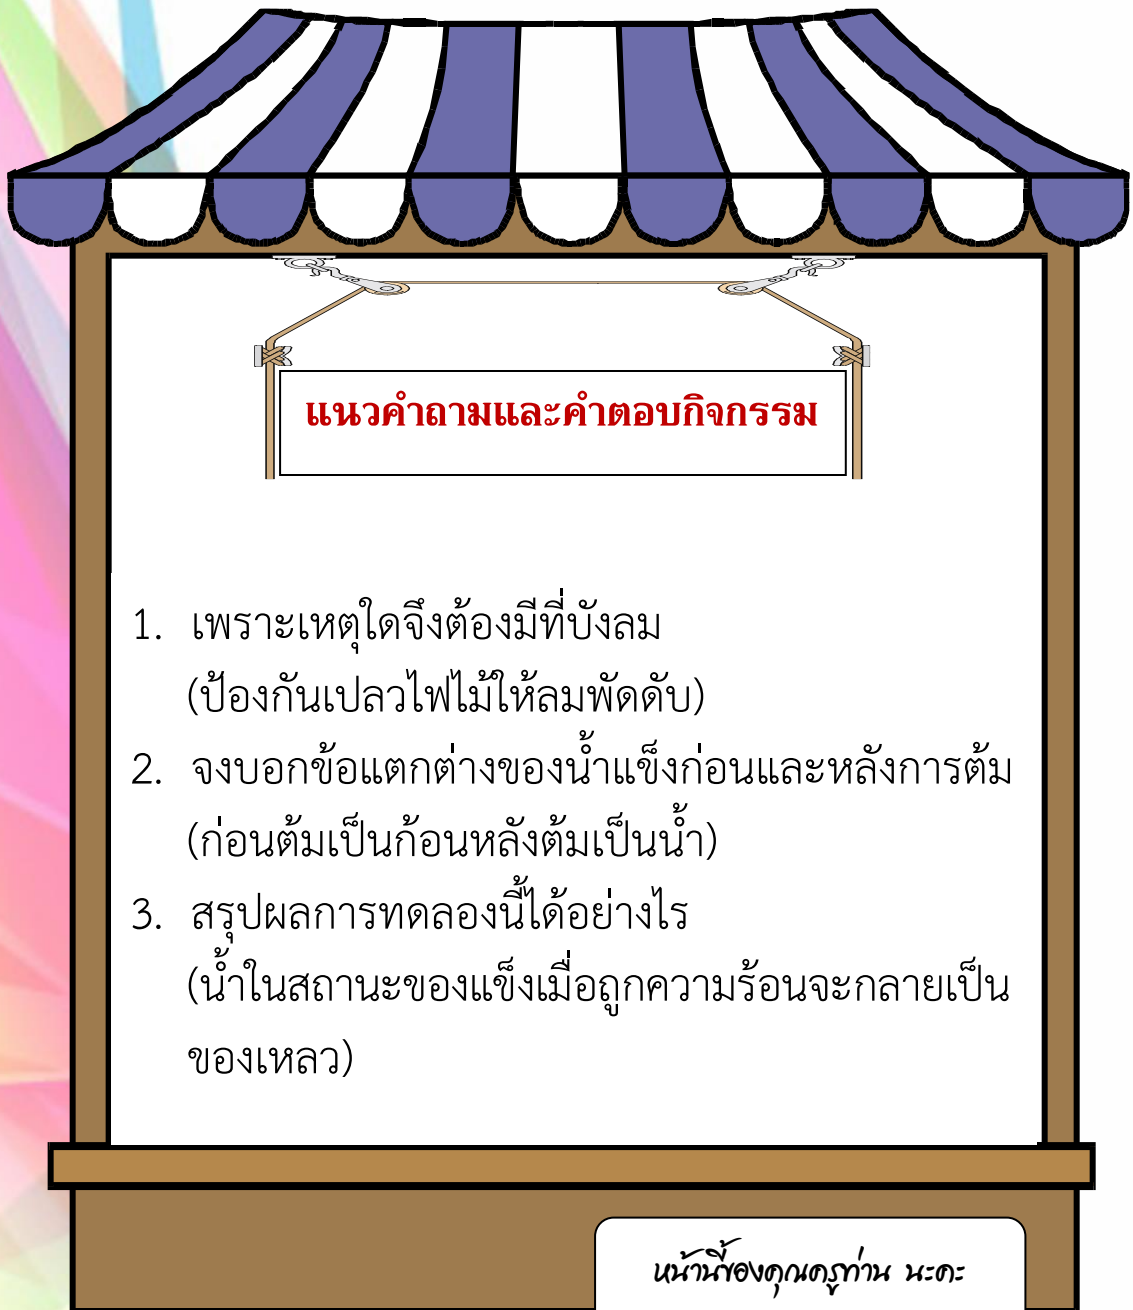 แนวคำถามและคำตอบกิจกรรม
1. เพราะเหตุใดจึงต้องมีที่บังลม
(ป้องกันเปลวไฟไม้ให้ลมพัดดับ)
2. จงบอกข้อแตกต่างของน้ำแข็งก่อนและหลังการต้ม
(ก่อนต้มเป็นก้อนหลังต้มเป็นน้ำ)
3. สรุปผลการทดลองนี้ได้อย่างไร
(น้ำในสถานะของแข็งเมื่อถูกความร้อนจะกลายเป็น
ของเหลว)
หน้านี้ของคุณครูท่าน นะคะ